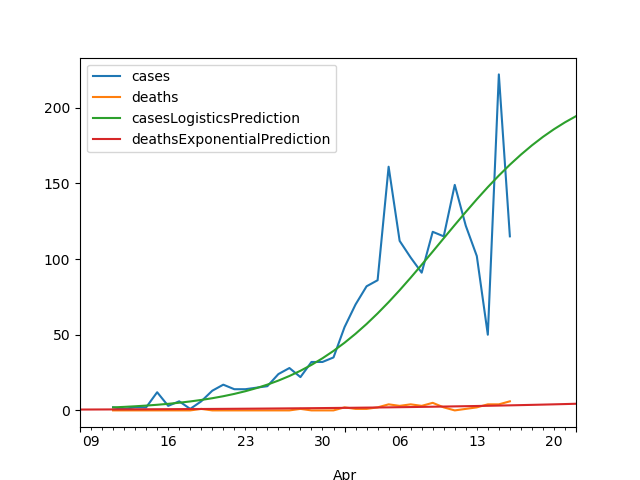 cases
deaths
casesLogisticsPrediction
deathsExponentialPrediction
200
150
100
50
0
09 16 23 30 06 13 20
Apr